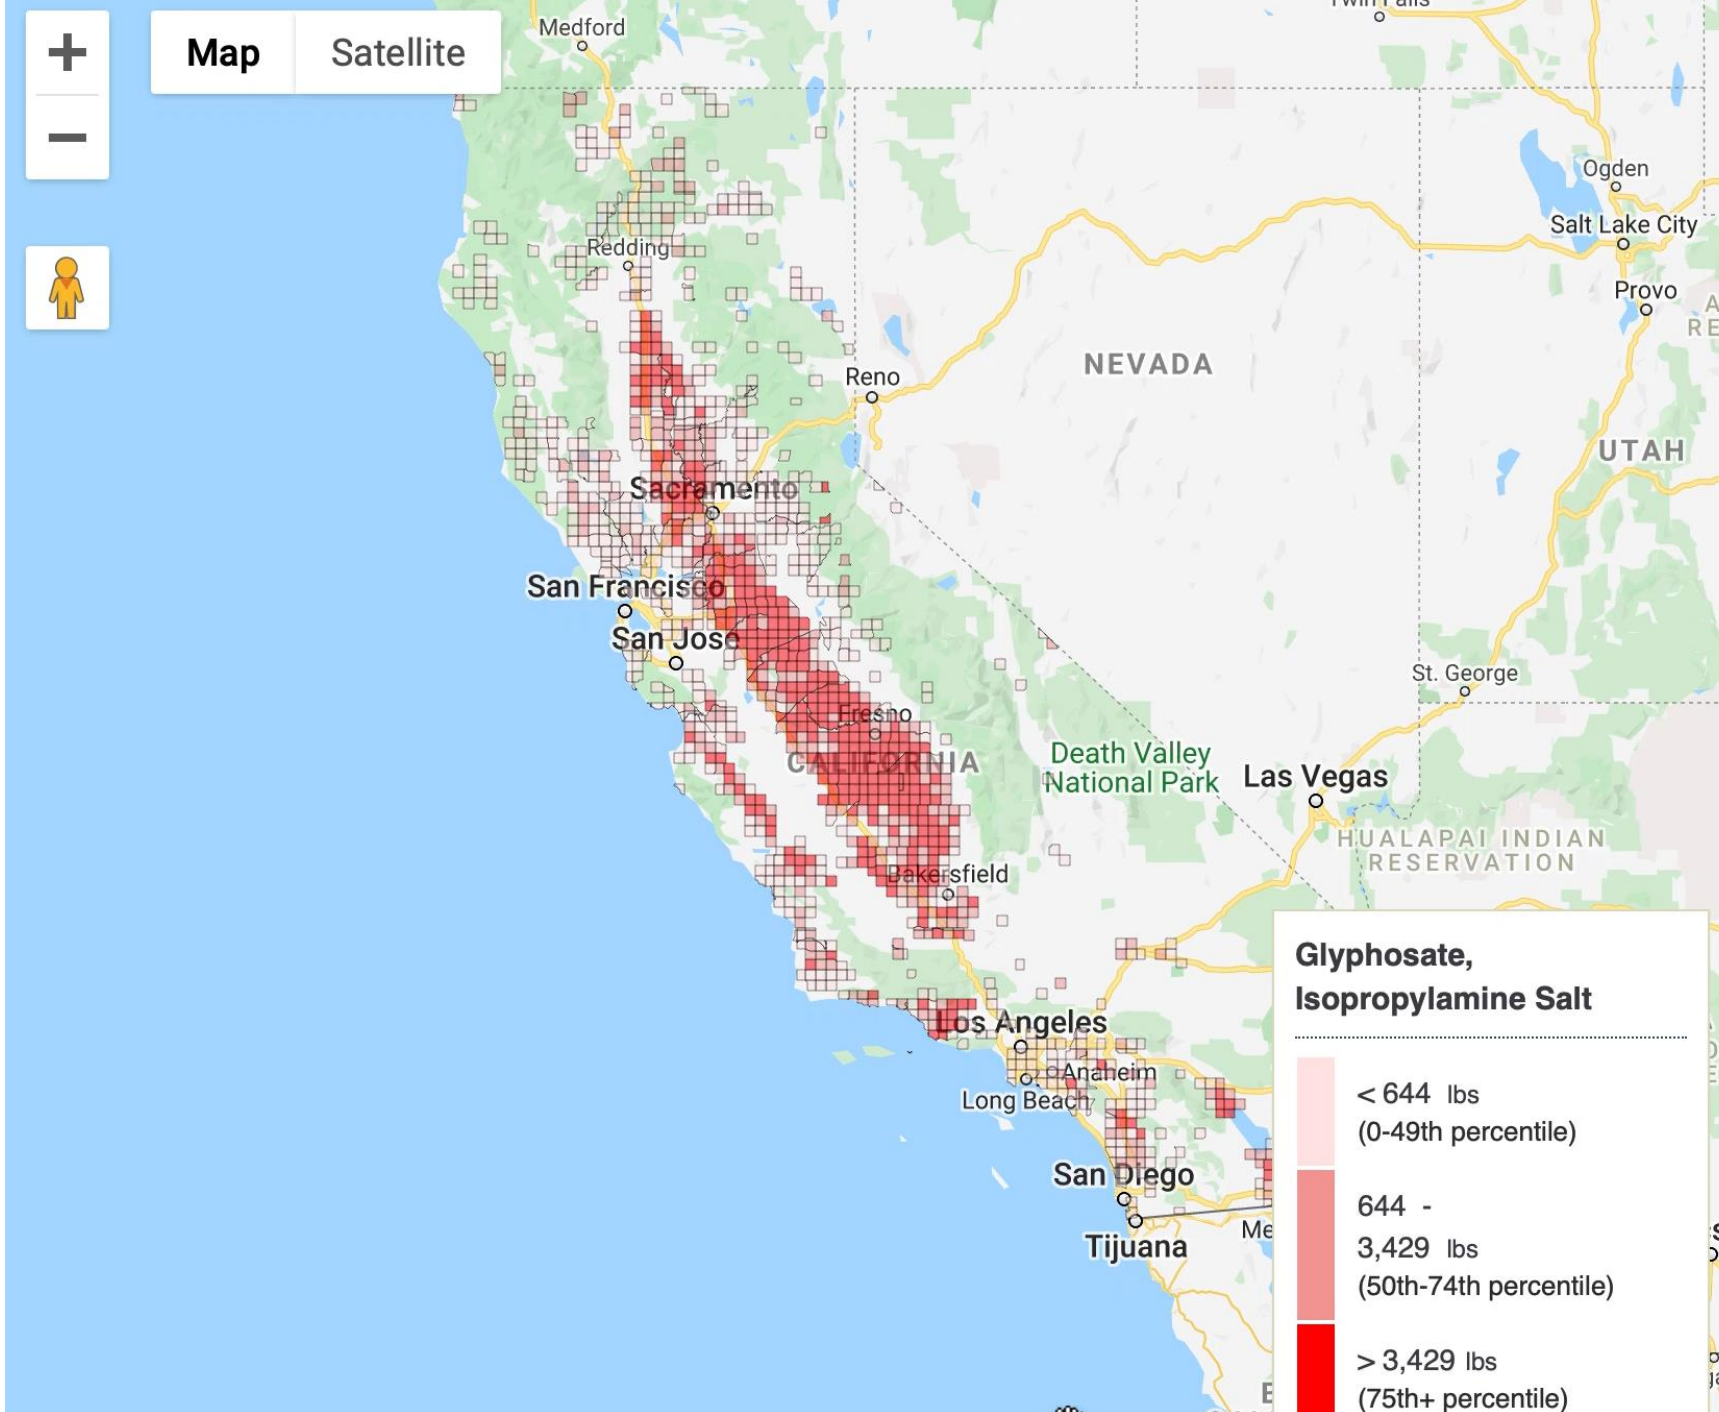 +
−
Map
Satellite
Medford
Ogden
Salt Lake City
Redding
Provo
Reno
NEVADA
UTAH
Sacramento
San Francisco
San Jose
St. George
Fresno
CALIFORNIA
Death Valley
National Park
Las Vegas
HUALAPAI INDIAN
RESERVATION
Bakersfield
Los Angeles
Anaheim
Long Beach
San Diego
Tijuana
Glyphosate,
Isopropylamine Salt
< 644 lbs
(0-49th percentile)
644 -
3,429 lbs
(50th-74th percentile)
> 3,429 lbs
(75th+ percentile)